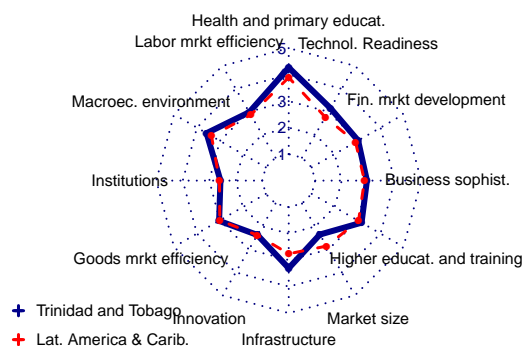 Health and primary educat.
Labor mrkt efficiency
5
Technol. Readiness
Macroec. environment
3
Fin. mrkt development
2
1
Institutions
Business sophist.
Goods mrkt efficiency
Higher educat. and training
Trinidad and Tobago
Innovation
Market size
Lat. America & Carib.
Infrastructure